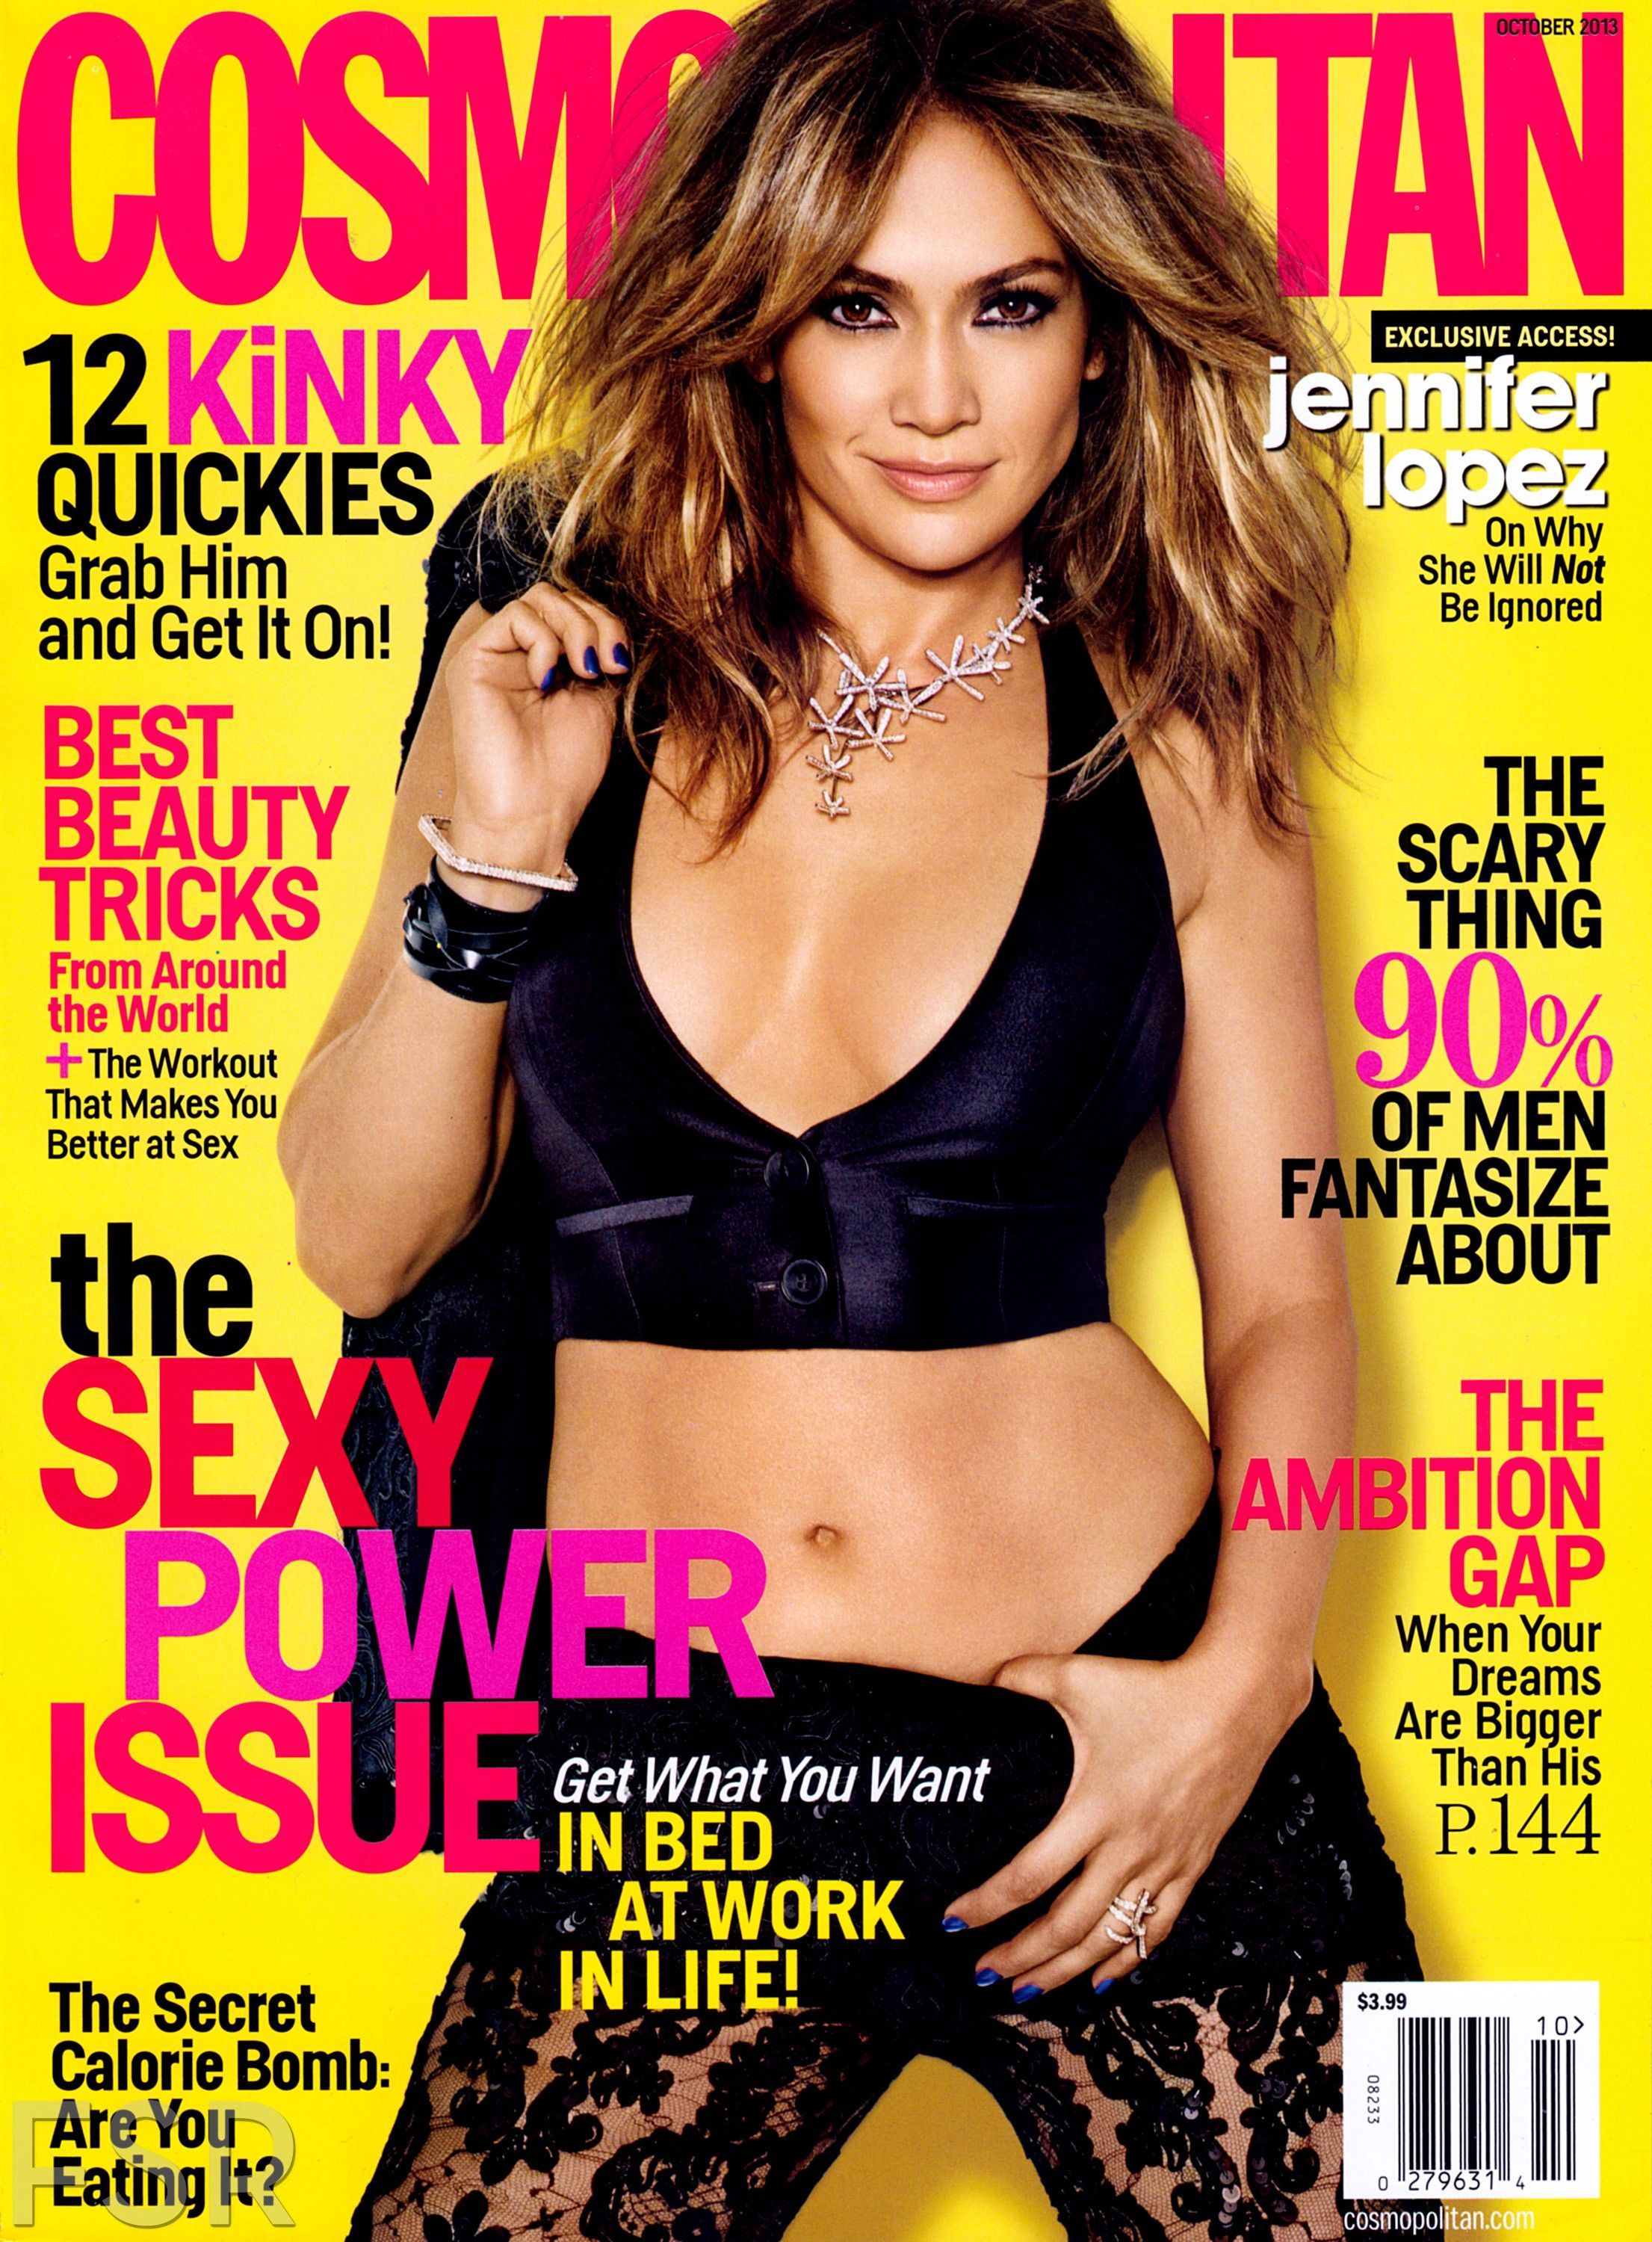 COSMOPOLITAN
OCTOBER 2013
12 KiNKY
QUICKIES
Grab Him
and Get It On!
BEST
BEAUTY
TRICKS
From Around
the World
+ The Workout
That Makes You
Better at Sex
the
SEXY
POWER
ISSUE
Get What You Want
IN BED
AT WORK
IN LIFE!
The Secret
Calorie Bomb:
Are You
Eating It?
FSR
EXCLUSIVE ACCESS!
jennifer
lopez
On Why
She Will Not
Be Ignored
THE
SCARY
THING
90%
OF MEN
FANTASIZE
ABOUT
THE
AMBITION
GAP
When Your
Dreams
Are Bigger
Than His
P.144
$3.99
10>
08233
0 279631 4
cosmopolitan.com